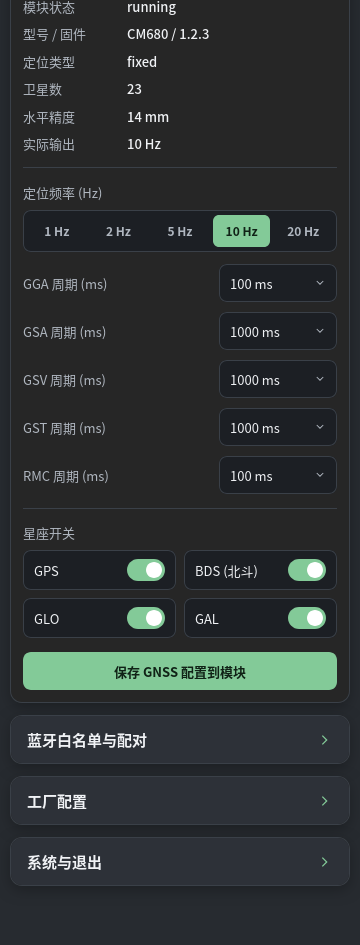 模块状态 running
型号 / 固件 CM680 / 1.2.3
定位类型 fixed
卫星数 23
水平精度 14 mm
实际输出 10 Hz
定位频率 (Hz)
1 Hz 2 Hz 5 Hz 10 Hz 20 Hz
GGA 周期 (ms) 100 ms
GSA 周期 (ms) 1000 ms
GSV 周期 (ms) 1000 ms
GST 周期 (ms) 1000 ms
RMC 周期 (ms) 100 ms
星座开关
GPS BDS (北斗)
GLO GAL
保存 GNSS 配置到模块
蓝牙白名单与配对
工厂配置
系统与退出